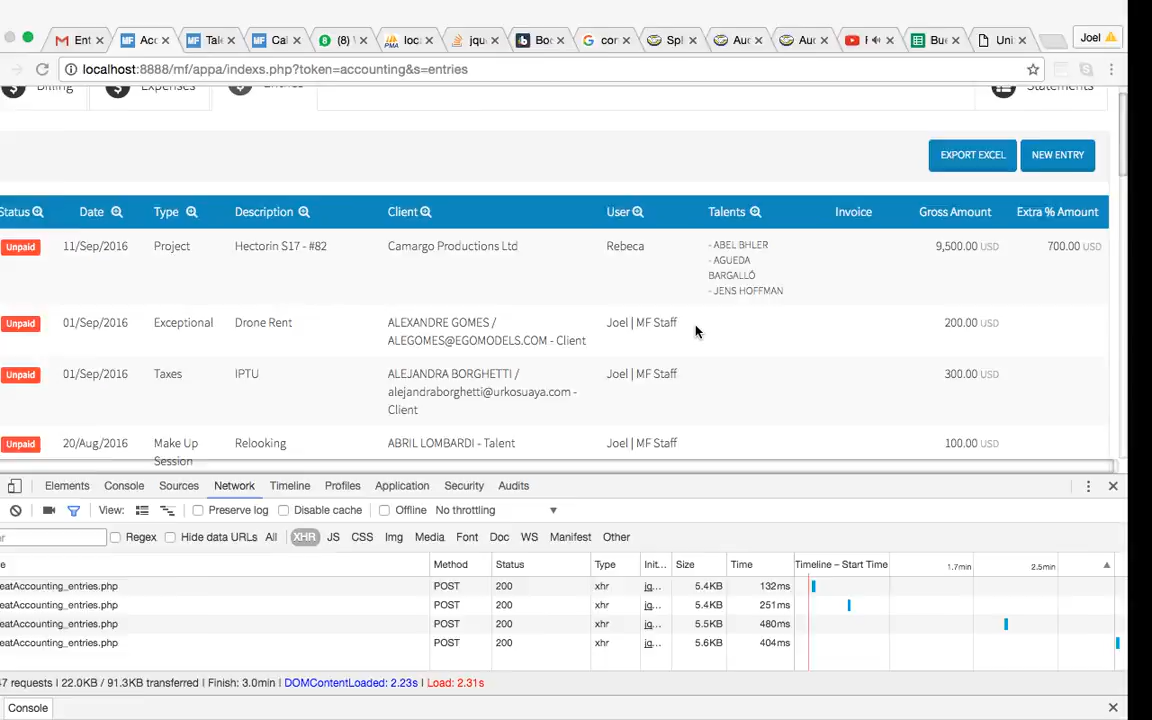 Ent
Acc
Tale
Cal
(8) \
loc
jqu
Boo
cor
Spl
Aud
Aud
Bue
Uni
Joel
localhost:8888/mf/appa/indexs.php?token=accounting&s=entries
Billing
Expenses
Entries
Statements
EXPORT EXCEL
NEW ENTRY
Status Date Type Description Client User Talents Invoice Gross Amount Extra % Amount
Unpaid 11/Sep/2016 Project Hectorin S17 - #82 Camargo Productions Ltd Rebeca - ABEL BHLER 9,500.00 USD 700.00 USD
- AGUEDA
BARGALLÓ
- JENS HOFFMAN
Unpaid 01/Sep/2016 Exceptional Drone Rent ALEXANDRE GOMES / Joel | MF Staff 200.00 USD
ALEGOMES@EGOMODELS.COM - Client
Unpaid 01/Sep/2016 Taxes IPTU ALEJANDRA BORGHETTI / Joel | MF Staff 300.00 USD
alejandraborghetti@urkosuaya.com -
Client
Unpaid 20/Aug/2016 Make Up Relooking ABRIL LOMBARDI - Talent Joel | MF Staff 100.00 USD
Session
Elements Console Sources Network Timeline Profiles Application Security Audits
View: Preserve log Disable cache Offline No throttling
Regex Hide data URLs All XHR JS CSS Img Media Font Doc WS Manifest Other
Method Status Type Init... Size Time Timeline – Start Time 1.7min 2.5min
eatAccounting_entries.php POST 200 xhr jq... 5.4KB 132ms
eatAccounting_entries.php POST 200 xhr jq... 5.4KB 251ms
eatAccounting_entries.php POST 200 xhr jq... 5.5KB 480ms
eatAccounting_entries.php POST 200 xhr jq... 5.6KB 404ms
47 requests | 22.0KB / 91.3KB transferred | Finish: 3.0min | DOMContentLoaded: 2.23s | Load: 2.31s
Console